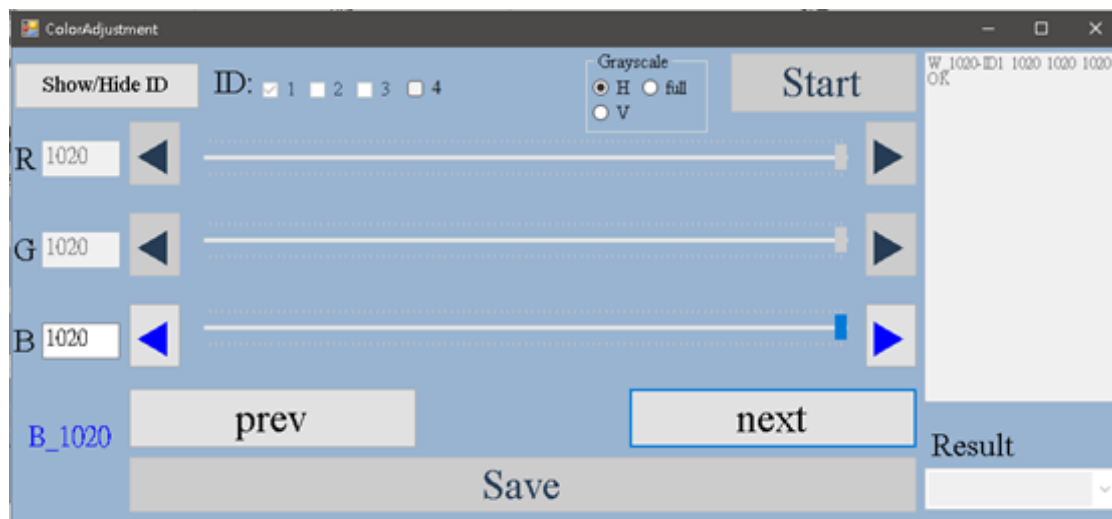 ColorAdjustment
Show/Hide ID
ID: 1 2 3 4
Grayscale
H full
V
Start
W_1020-ID1 1020 1020 1020
OK
R 1020
G 1020
B 1020
B_1020
prev
next
Save
Result